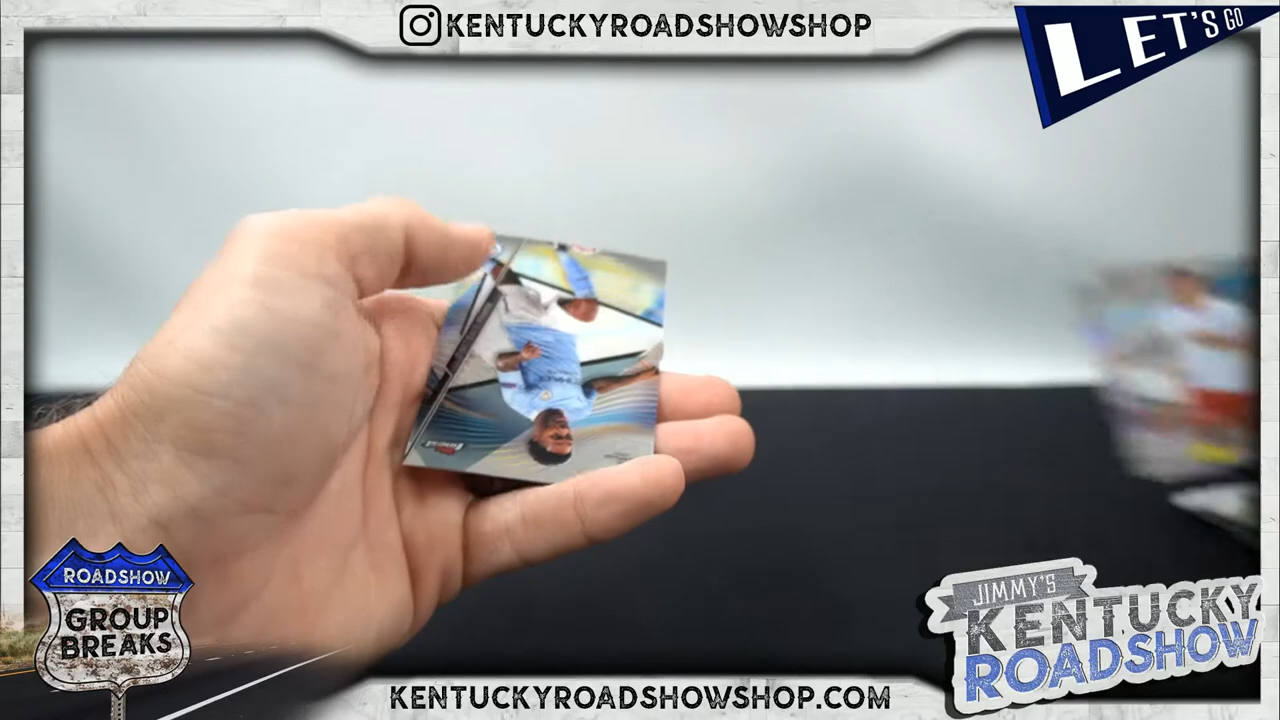 KENTUCKYROADSHOWSHOP
LET'S GO
ROADSHOW
GROUP
BREAKS
JIMMY'S
KENTUCKY
ROADSHOW
KENTUCKYROADSHOWSHOP.COM